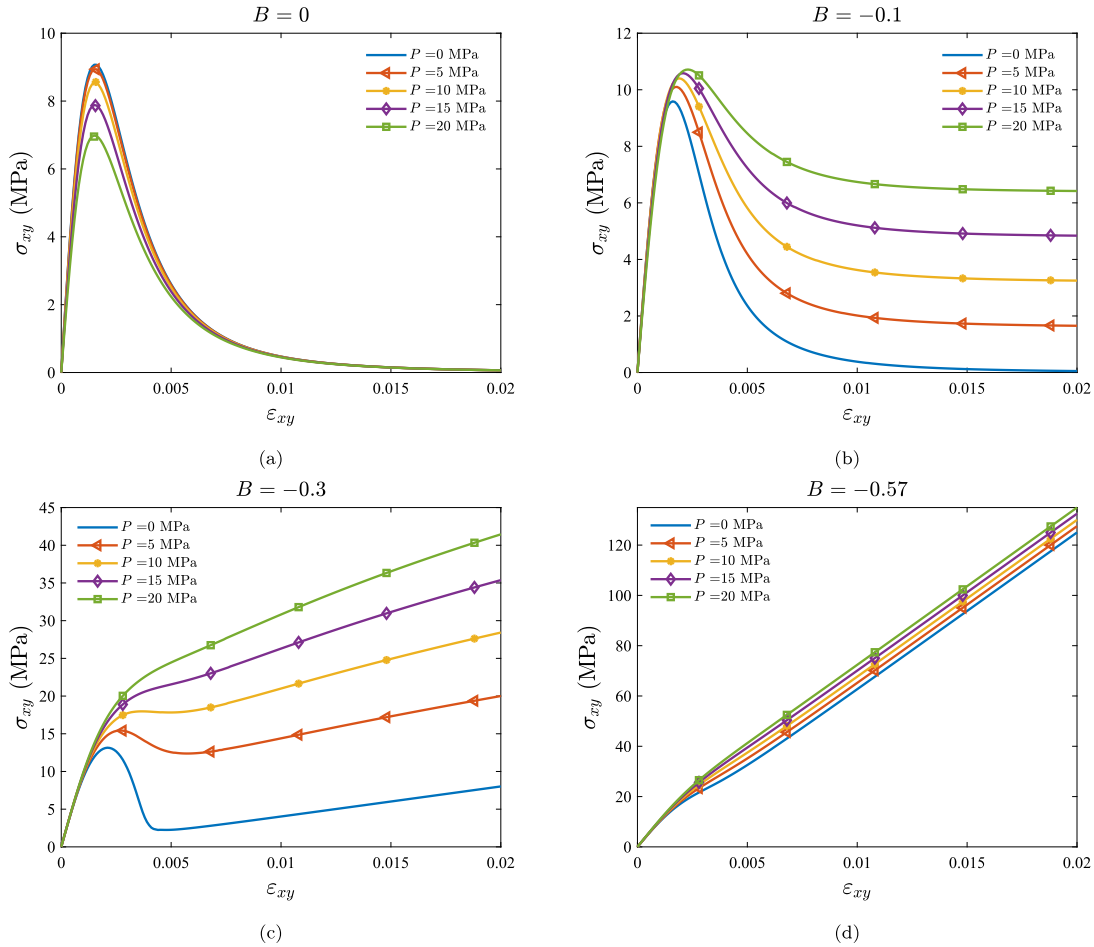 B = 0
10
8
6
4
2
0
σxy (MPa)
P =0 MPa
P =5 MPa
P =10 MPa
P =15 MPa
P =20 MPa
0 0.005 0.01 0.015 0.02
εxy
(a)
B = −0.1
12
10
8
6
4
2
0
σxy (MPa)
P =0 MPa
P =5 MPa
P =10 MPa
P =15 MPa
P =20 MPa
0 0.005 0.01 0.015 0.02
εxy
(b)
B = −0.3
45
40
35
30
25
20
15
10
5
0
σxy (MPa)
P =0 MPa
P =5 MPa
P =10 MPa
P =15 MPa
P =20 MPa
0 0.005 0.01 0.015 0.02
εxy
(c)
B = −0.57
120
100
80
60
40
20
0
σxy (MPa)
P =0 MPa
P =5 MPa
P =10 MPa
P =15 MPa
P =20 MPa
0 0.005 0.01 0.015 0.02
εxy
(d)